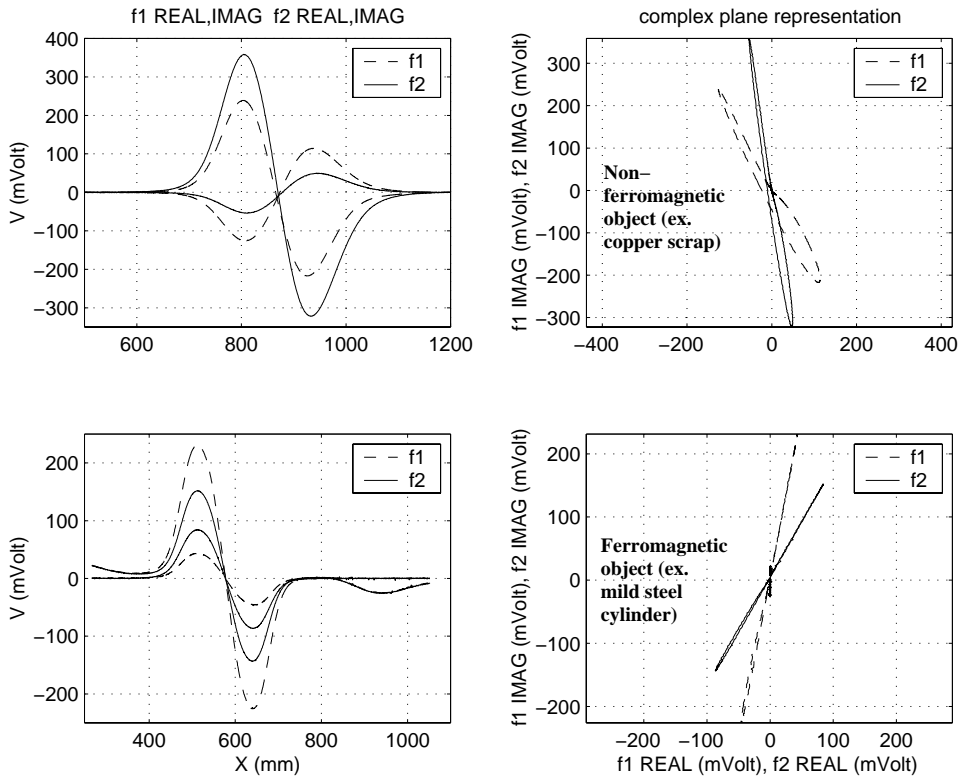 f1 REAL,IMAG f2 REAL,IMAG
400
300
200
100
0
−100
−200
−300
V (mVolt)
600
800
1000
1200
f1
f2
complex plane representation
300
200
100
0
−100
−200
−300
f1 IMAG (mVolt), f2 IMAG (mVolt)
−400
−200
0
200
400
f1
f2
Non−
ferromagnetic
object (ex.
copper scrap)
200
100
0
−100
−200
V (mVolt)
400
600
800
1000
X (mm)
f1
f2
200
100
0
−100
−200
f1 IMAG (mVolt), f2 IMAG (mVolt)
−200
−100
0
100
200
f1 REAL (mVolt), f2 REAL (mVolt)
f1
f2
Ferromagnetic
object (ex.
mild steel
cylinder)